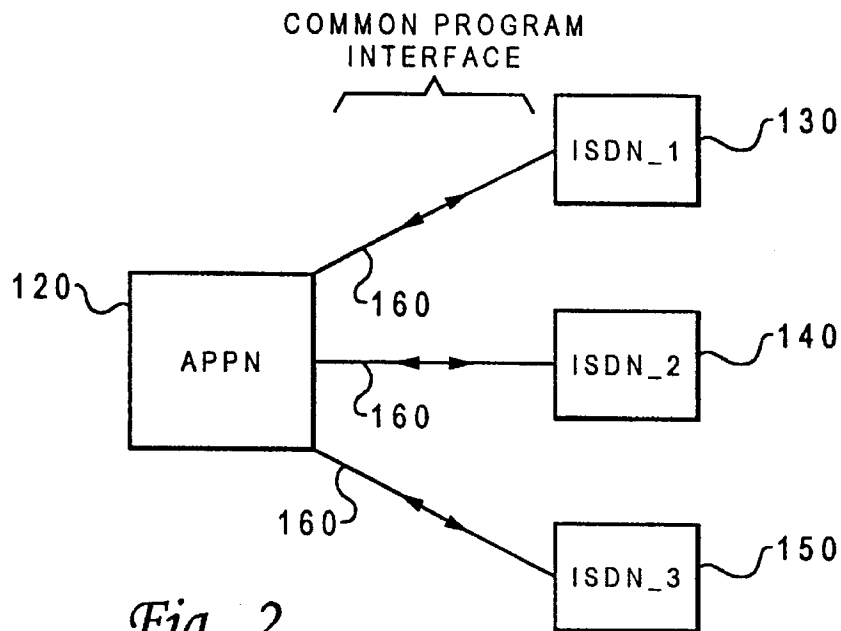 COMMON PROGRAM
INTERFACE
ISDN_1
130
120
160
APPN
ISDN_2
140
160
160
ISDN_3
150
Fig. 2